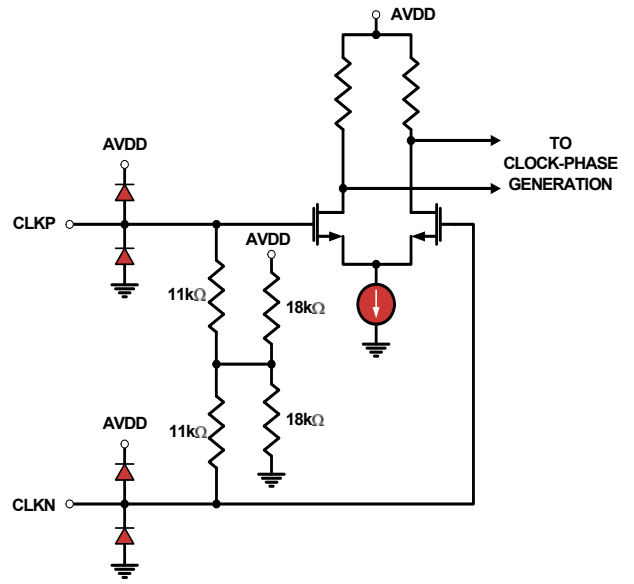 AVDD
TO
CLOCK-PHASE
GENERATION
AVDD
CLKP
AVDD
11kΩ
18kΩ
11kΩ
18kΩ
AVDD
CLKN